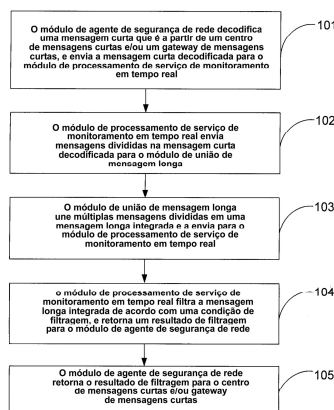 O módulo de agente de segurança de rede decodifica
uma mensagem curta que é a partir de um centro
de mensagens curtas e/ou um gateway de mensagens
curtas, e envia a mensagem curta decodificada para o
módulo de processamento de serviço de monitoramento
em tempo real
101
O módulo de processamento de serviço de
monitoramento em tempo real envia
mensagens divididas na mensagem curta
decodificada para o módulo de união de
mensagem longa
102
O módulo de união de mensagem longa
une múltiplas mensagens divididas em uma
mensagem longa integrada e a envia para o
módulo de processamento de serviço de
monitoramento em tempo real
103
o módulo de processamento de serviço de
monitoramento em tempo real filtra a mensagem
longa integrada de acordo com uma condição de
filtragem, e retorna um resultado de filtragem
para o módulo de agente de segurança de rede
104
O módulo de agente de segurança de rede
retorna o resultado de filtragem para o centro
de mensagens curtas e/ou gateway
de mensagens curtas
105